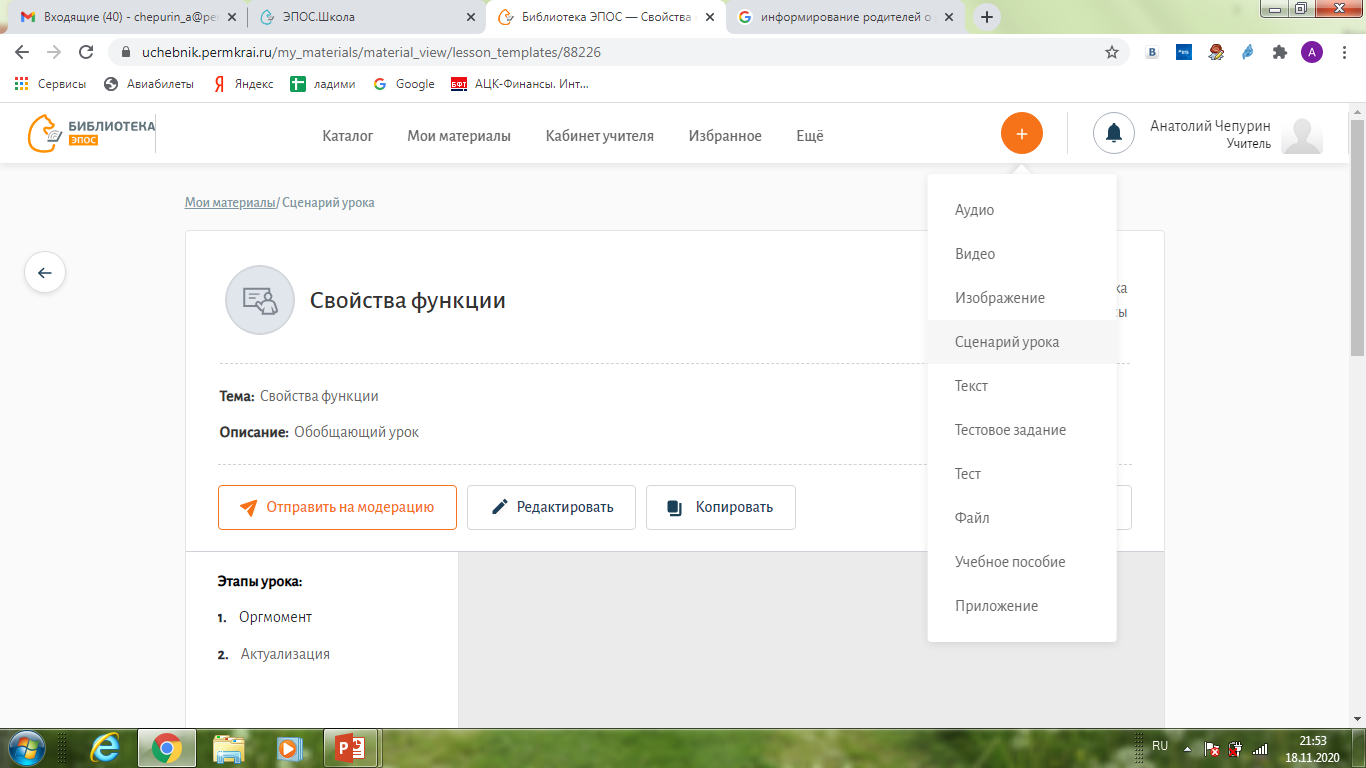 Входящие (40) - chepurin_a@pe
ЭПОС.Школа
Библиотека ЭПОС — Свойства
информирование родителей о
uchebnik.permkrai.ru/my_materials/material_view/lesson_templates/88226
Сервисы
Авиабилеты
Яндекс
ладими
Google
БФТ
АЦК-Финансы. Инт...
БИБЛИОТЕКА
ЭПОС
Каталог
Мои материалы
Кабинет учителя
Избранное
Ещё
Анатолий Чепурин
Учитель
Мои материалы/ Сценарий урока
Аудио
Видео
Изображение
Сценарий урока
Текст
Тестовое задание
Тест
Файл
Учебное пособие
Приложение
Свойства функции
ка
ы
Тема: Свойства функции
Описание: Обобщающий урок
Отправить на модерацию
Редактировать
Копировать
Этапы урока:
1. Оргмомент
2. Актуализация
RU
21:53
18.11.2020